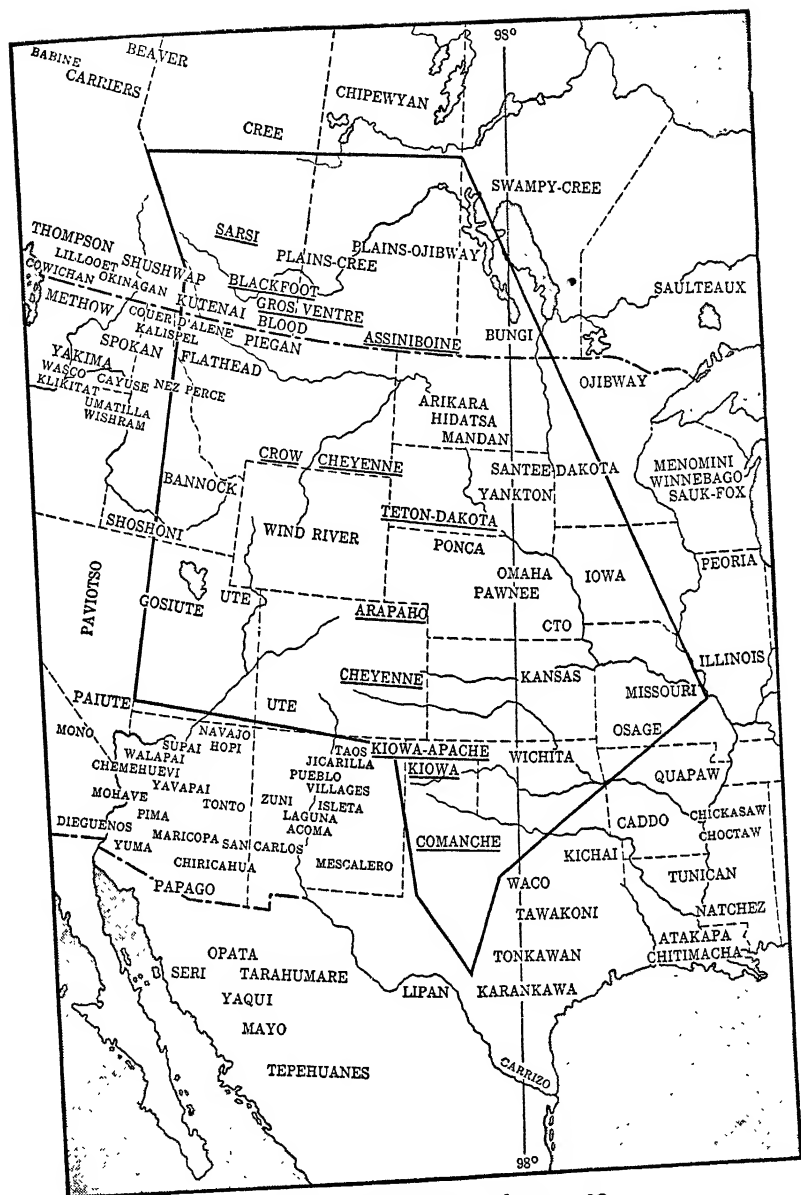 98°
BEAVER
BABINE
CARRIERS
CHIPEWYAN
CREE
SWAMPY-CREE
SARSI
PLAINS-CREE
PLAINS-OJIBWAY
THOMPSON
SHUSHWAP
LILLOOET
OKINAGAN
COWICHAN
KUTENAI
BLACKFOOT
GROS VENTRE
BLOOD
SAULTEAUX
METHOW
COUER D'ALENE
PIEGAN
ASSINIBOINE
BUNGI
KALISPEL
SPOKAN
FLATHEAD
YAKIMA
WASCO
CAYUSE
NEZ PERCE
KLIKITAT
UMATILLA
WISHRAM
OJIBWAY
ARIKARA
HIDATSA
MANDAN
CROW
CHEYENNE
SANTEE-DAKOTA
MENOMINI
WINNEBAGO
SAUK-FOX
BANNOCK
YANKTON
TETON-DAKOTA
SHOSHONI
WIND RIVER
PONCA
PEORIA
OMAHA
PAWNEE
IOWA
PAVIOTSO
GOSIUTE
UTE
ARAPAHO
CTO
ILLINOIS
CHEYENNE
KANSAS
MISSOURI
PAIUTE
UTE
OSAGE
MONO
NAVAJO
SUPAI
HOPI
TAOS
KIOWA-APACHE
WICHITA
WALAPAI
JICARILLA
KIOWA
CHEMEHUEVI
PUEBLO
QUAPAW
YAVAPAI
VILLAGES
MOHAVE
TONTO
ZUNI
ISLETA
PIMA
LAGUNA
CADDO
CHICKASAW
DIEGUENOS
MARICOPA
ACOMA
CHOCTAW
YUMA
SAN CARLOS
COMANCHE
KICHAI
CHIRICAHUA
MESCALERO
TUNICAN
PAPAGO
WACO
TAWAKONI
NATCHEZ
OPATA
ATAKAPA
SERI
TARAHUMARE
TONKAWAN
CHITIMACHA
YAQUI
LIPAN
KARANKAWA
MAYO
TEPEHUANES
CARRIZO
98°